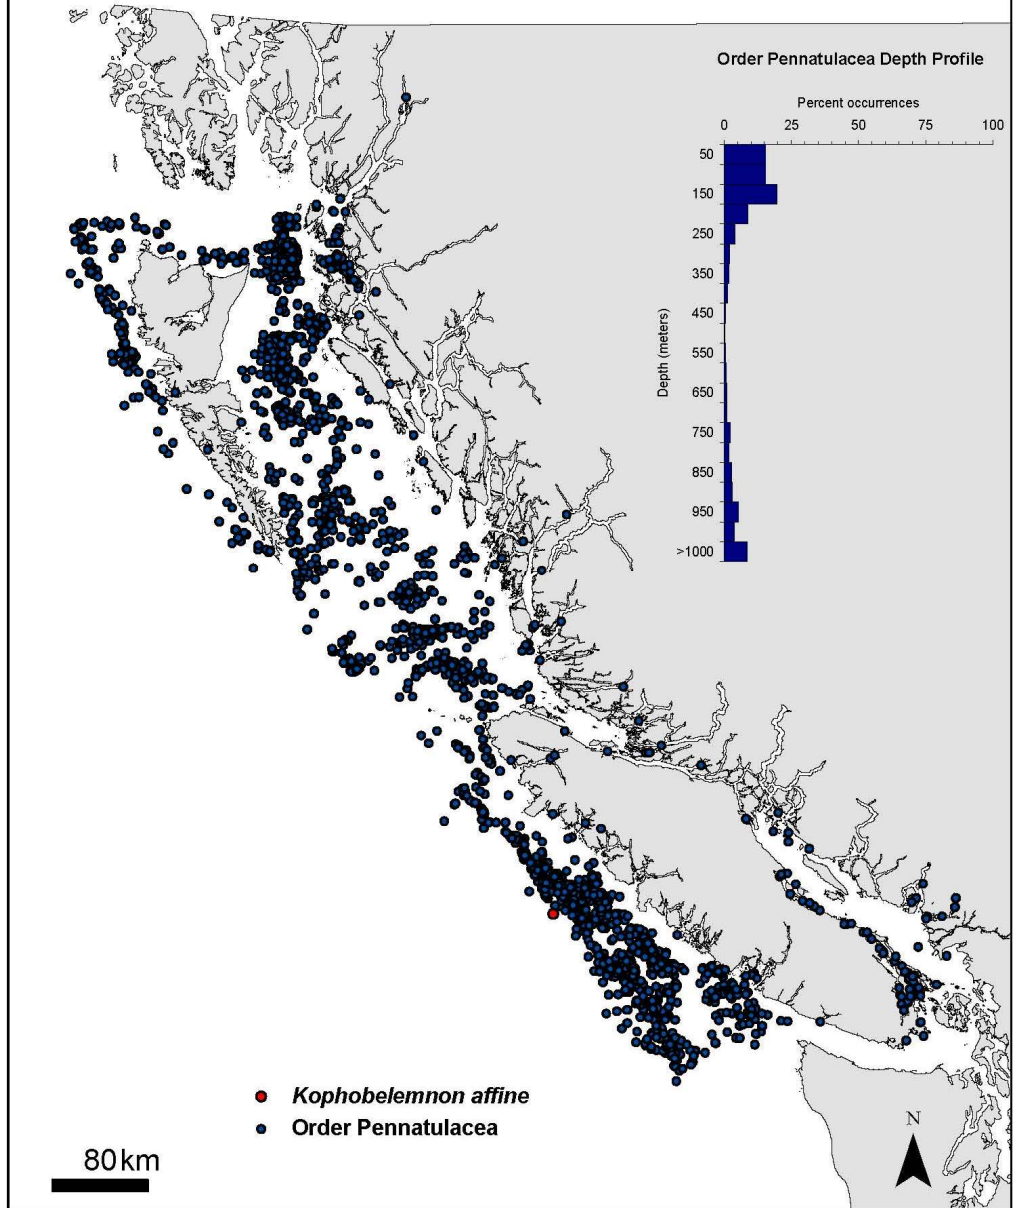 Order Pennatulacea Depth Profile
Percent occurrences
0 25 50 75 100
50
150
250
350
450
550
650
750
850
950
>1000
Depth (meters)
Kophobelemnon affine
Order Pennatulacea
80km
N